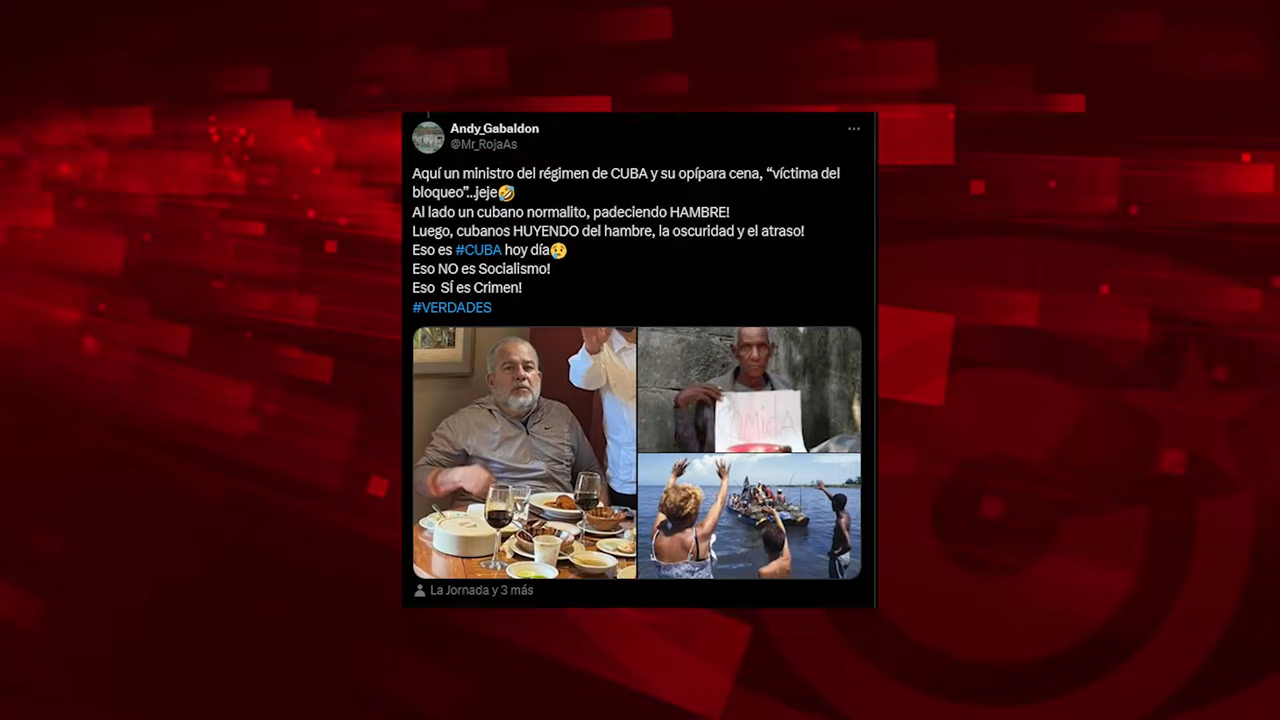 Andy_Gabaldon
@Mr_RojaAs
Aquí un ministro del régimen de CUBA y su opípara cena, “víctima del
bloqueo”...jeje🤣
Al lado un cubano normalito, padeciendo HAMBRE!
Luego, cubanos HUYENDO del hambre, la oscuridad y el atraso!
Eso es #CUBA hoy día😢
Eso NO es Socialismo!
Eso  SÍ es Crimen!
#VERDADES
COMIDA
La Jornada y 3 más